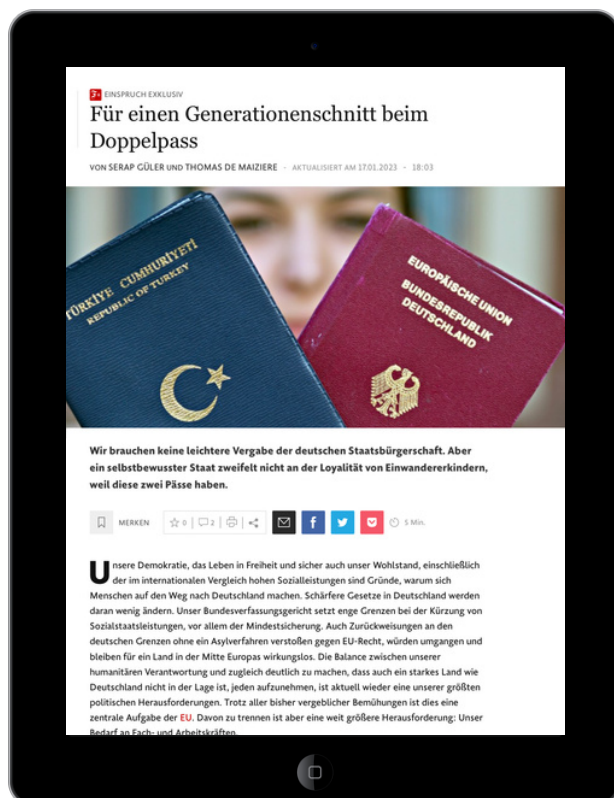 F+ EINSPRUCH EXKLUSIV
Für einen Generationenschnitt beim
Doppelpass
VON SERAP GÜLER UND THOMAS DE MAIZIERE - AKTUALISIERT AM 17.01.2023 - 18:03
TÜRKİYE CUMHURİYETİ
REPUBLIC OF TURKEY
EUROPÄISCHE UNION
BUNDESREPUBLIK
DEUTSCHLAND
Wir brauchen keine leichtere Vergabe der deutschen Staatsbürgerschaft. Aber
ein selbstbewusster Staat zweifelt nicht an der Loyalität von Einwandererkindern,
weil diese zwei Pässe haben.
MERKEN 0 2 5 Min.
Unsere Demokratie, das Leben in Freiheit und sicher auch unser Wohlstand, einschließlich
der im internationalen Vergleich hohen Sozialleistungen sind Gründe, warum sich
Menschen auf den Weg nach Deutschland machen. Schärfere Gesetze in Deutschland werden
daran wenig ändern. Unser Bundesverfassungsgericht setzt enge Grenzen bei der Kürzung von
Sozialstaatsleistungen, vor allem der Mindestsicherung. Auch Zurückweisungen an den
deutschen Grenzen ohne ein Asylverfahren verstoßen gegen EU-Recht, würden umgangen und
bleiben für ein Land in der Mitte Europas wirkungslos. Die Balance zwischen unserer
humanitären Verantwortung und zugleich deutlich zu machen, dass auch ein starkes Land wie
Deutschland nicht in der Lage ist, jeden aufzunehmen, ist aktuell wieder eine unserer größten
politischen Herausforderungen. Trotz aller bisher vergeblicher Bemühungen ist dies eine
zentrale Aufgabe der EU. Davon zu trennen ist aber eine weit größere Herausforderung: Unser
Bedarf an Fach- und Arbeitskräften.